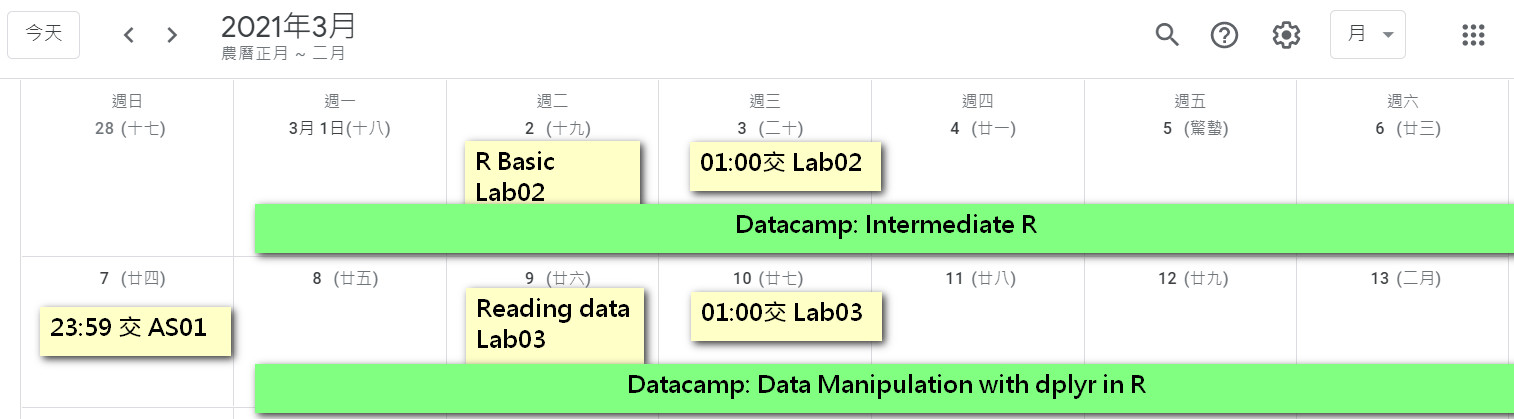 今天
2021年3月
農曆正月 ~ 二月
月
週日
週一
週二
週三
週四
週五
週六
28 (十七)
3月 1日(十八)
2 (十九)
3 (二十)
4 (廿一)
5 (驚蟄)
6 (廿三)
R Basic
Lab02
01:00交 Lab02
Datacamp: Intermediate R
7 (廿四)
8 (廿五)
9 (廿六)
10 (廿七)
11 (廿八)
12 (廿九)
13 (二月)
23:59 交 AS01
Reading data
Lab03
01:00交 Lab03
Datacamp: Data Manipulation with dplyr in R